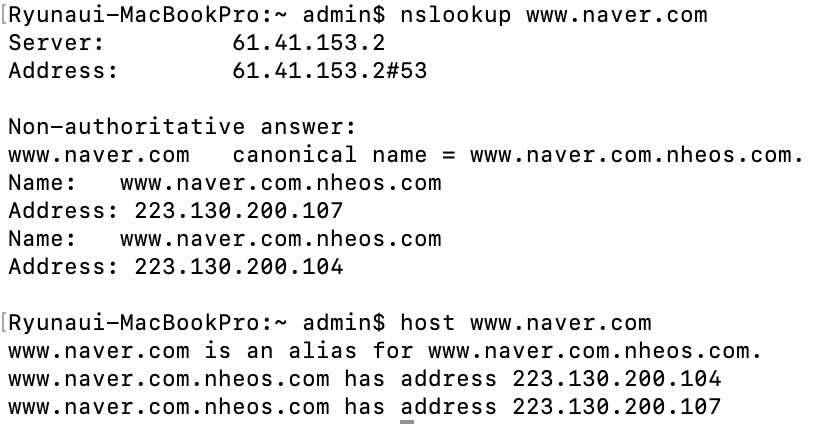 [Ryunaui-MacBookPro:~ admin$ nslookup www.naver.com
Server:		61.41.153.2
Address:	61.41.153.2#53

Non-authoritative answer:
www.naver.com	canonical name = www.naver.com.nheos.com.
Name:	www.naver.com.nheos.com
Address: 223.130.200.107
Name:	www.naver.com.nheos.com
Address: 223.130.200.104

[Ryunaui-MacBookPro:~ admin$ host www.naver.com
www.naver.com is an alias for www.naver.com.nheos.com.
www.naver.com.nheos.com has address 223.130.200.104
www.naver.com.nheos.com has address 223.130.200.107